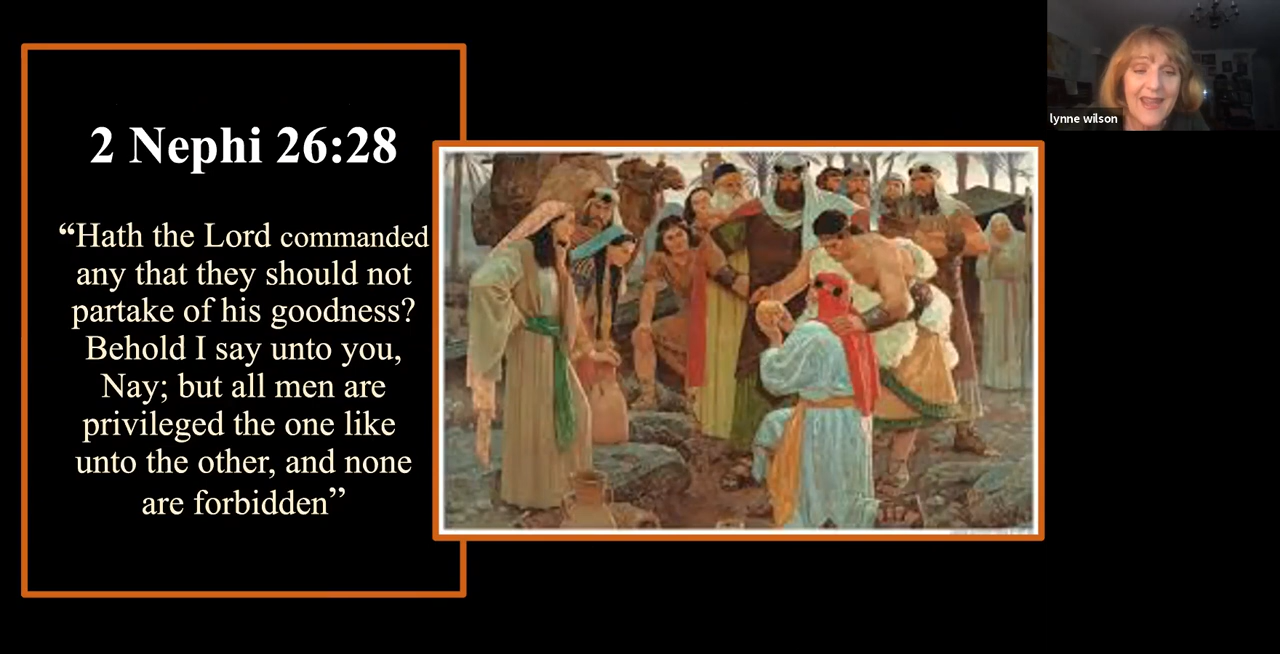 2 Nephi 26:28
“Hath the Lord commanded
any that they should not
partake of his goodness?
Behold I say unto you,
Nay; but all men are
privileged the one like
unto the other, and none
are forbidden”
lynne wilson